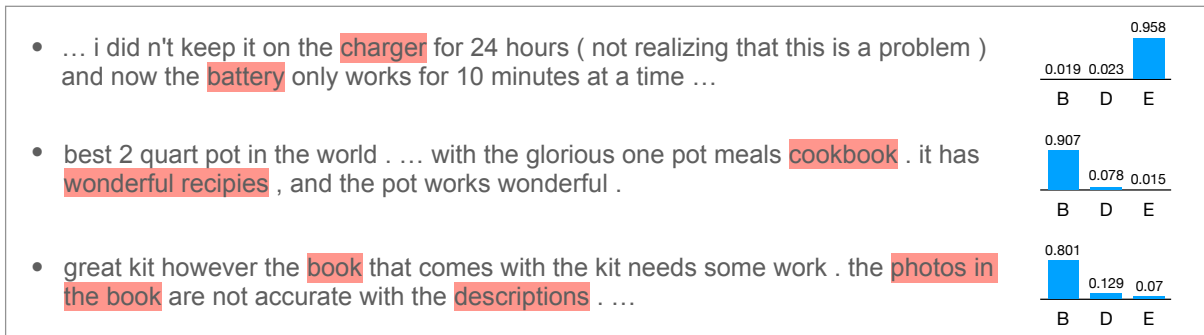 • … i did n't keep it on the charger for 24 hours ( not realizing that this is a problem )
and now the battery only works for 10 minutes at a time …
0.958
0.019 0.023
B D E
• best 2 quart pot in the world . … with the glorious one pot meals cookbook . it has
wonderful recipies , and the pot works wonderful .
0.907
0.078 0.015
B D E
• great kit however the book that comes with the kit needs some work . the photos in
the book are not accurate with the descriptions . …
0.801
0.129 0.07
B D E